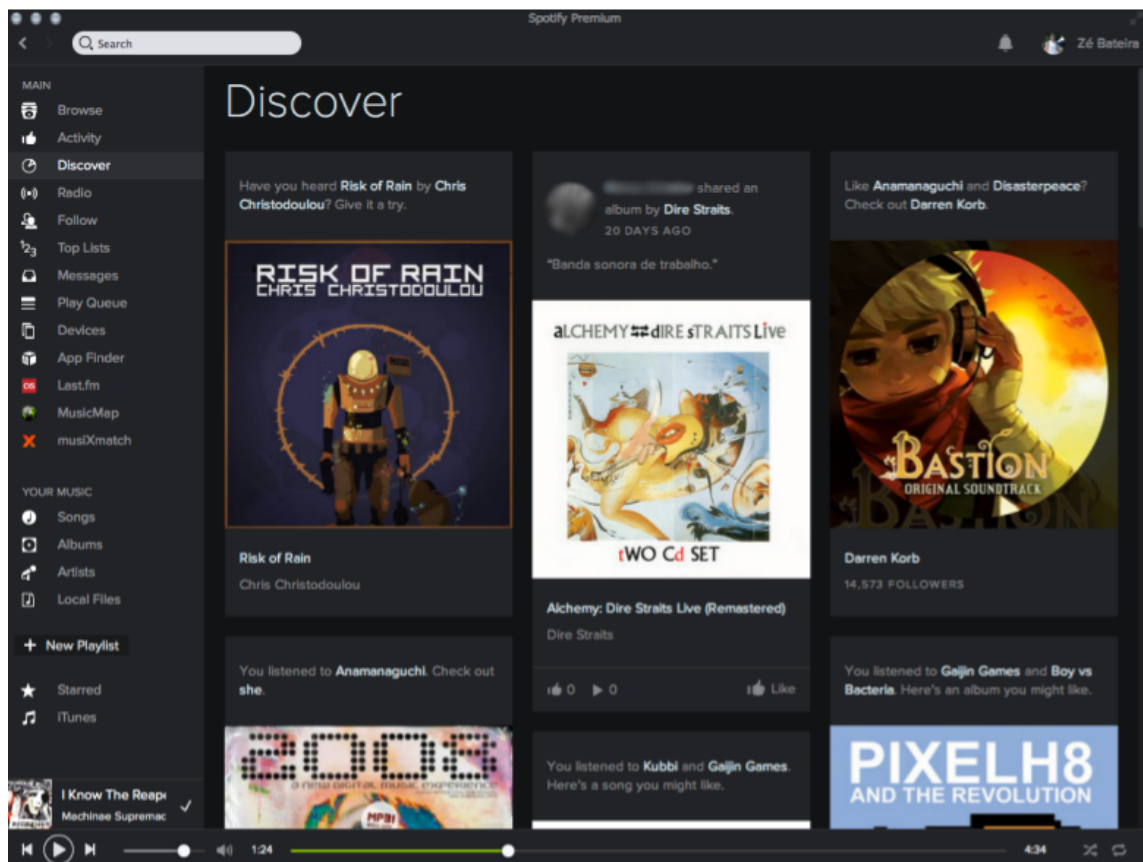 Spotify Premium
Search
Zé Bateira
MAIN
Browse
Activity
Discover
Radio
Follow
Top Lists
Messages
Play Queue
Devices
App Finder
Last.fm
MusicMap
musiXmatch
YOUR MUSIC
Songs
Albums
Artists
Local Files
New Playlist
Starred
iTunes
I Know The Reape
Machinae Supremac
Discover
Have you heard Risk of Rain by Chris
Christodoulou? Give it a try.
RISK OF RAIN
CHRIS CHRISTODOULOU
Risk of Rain
Chris Christodoulou
You listened to Anamanaguchi. Check out
she.
2008
a new digital music experience
MPB!
shared an
album by Dire Straits.
20 DAYS AGO
"Banda sonora de trabalho."
aLCHEMY dIRE sTRAITS Live
tWO Cd SET
Alchemy: Dire Straits Live (Remastered)
Dire Straits
0 0 Like
You listened to Kubbi and Gaijin Games.
Here's a song you might like.
Like Anamanaguchi and Disasterpeace?
Check out Darren Korb.
BASTION
ORIGINAL SOUNDTRACK
Darren Korb
14,573 FOLLOWERS
You listened to Gaijin Games and Boy vs
Bacteria. Here's an album you might like.
PIXELH8
AND THE REVOLUTION
1:24
4:34